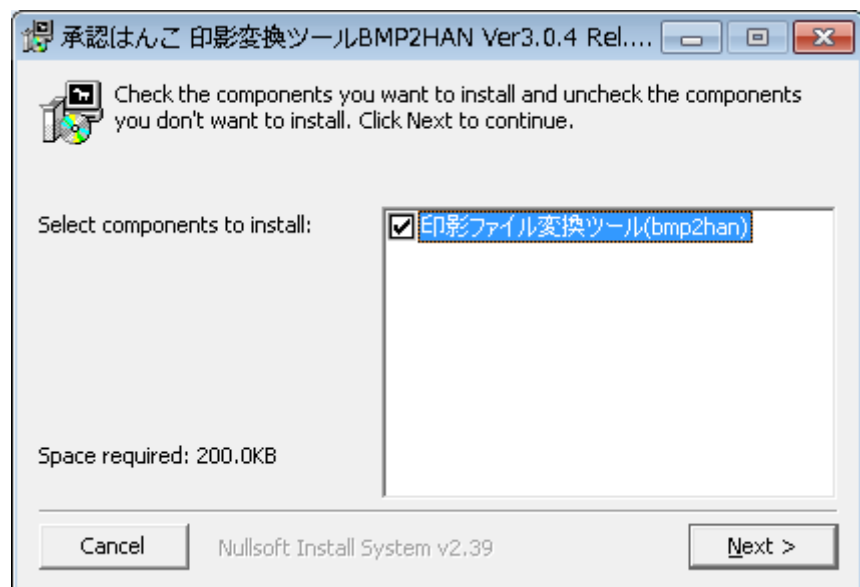 承認はんこ 印影変換ツールBMP2HAN Ver3.0.4 Rel....
Check the components you want to install and uncheck the components
you don't want to install. Click Next to continue.
Select components to install:
印影ファイル変換ツール(bmp2han)
Space required: 200.0KB
Cancel
Nullsoft Install System v2.39
Next >